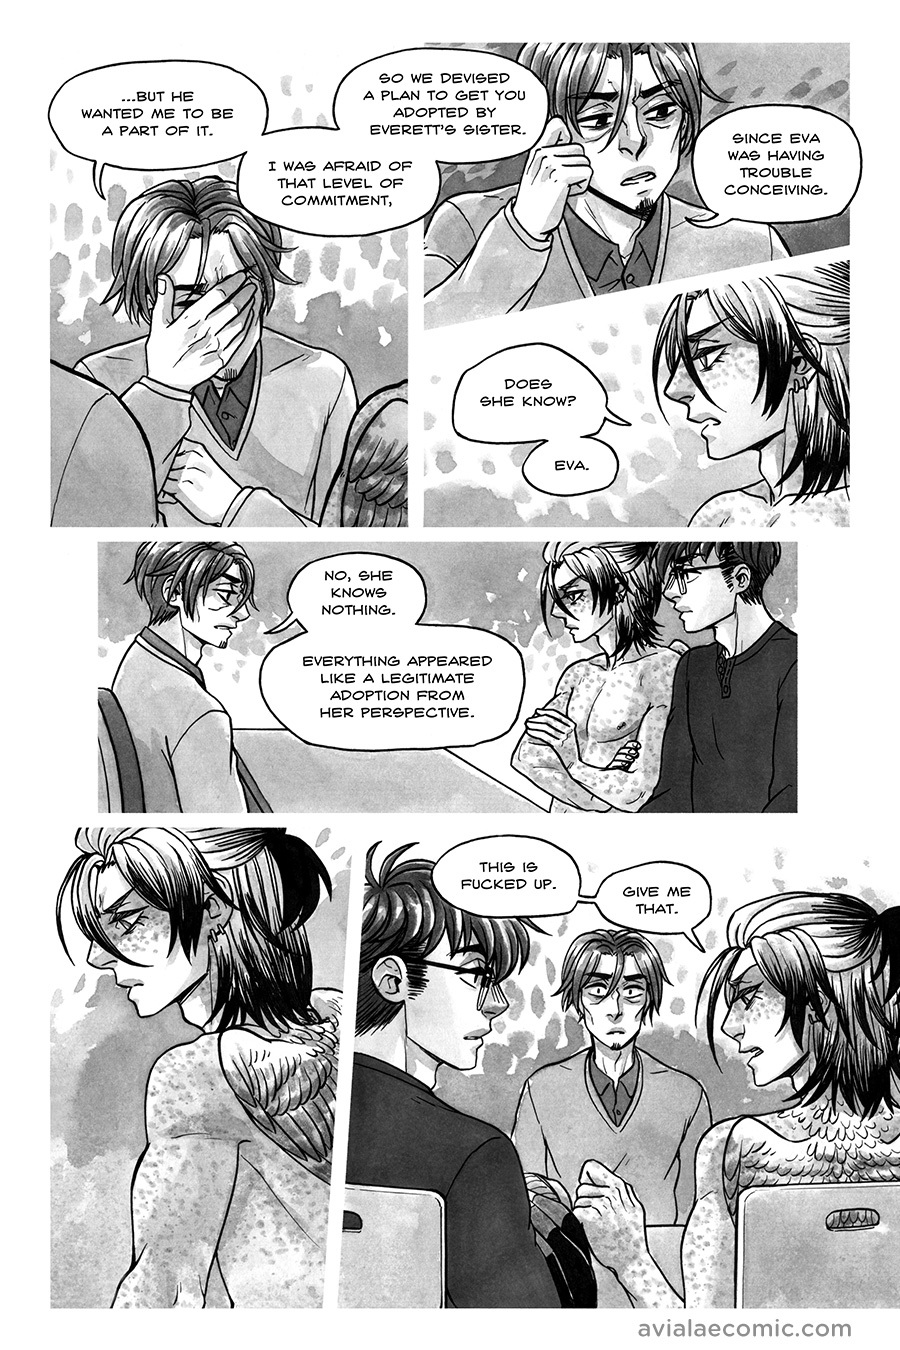 ...BUT HE
WANTED ME TO BE
A PART OF IT.
I WAS AFRAID OF
THAT LEVEL OF
COMMITMENT,
SO WE DEVISED
A PLAN TO GET YOU
ADOPTED BY
EVERETT'S SISTER.
SINCE EVA
WAS HAVING
TROUBLE
CONCEIVING.
DOES
SHE KNOW?
EVA.
NO, SHE
KNOWS
NOTHING.
EVERYTHING APPEARED
LIKE A LEGITIMATE
ADOPTION FROM
HER PERSPECTIVE.
THIS IS
FUCKED UP.
GIVE ME
THAT.
avialaecomic.com